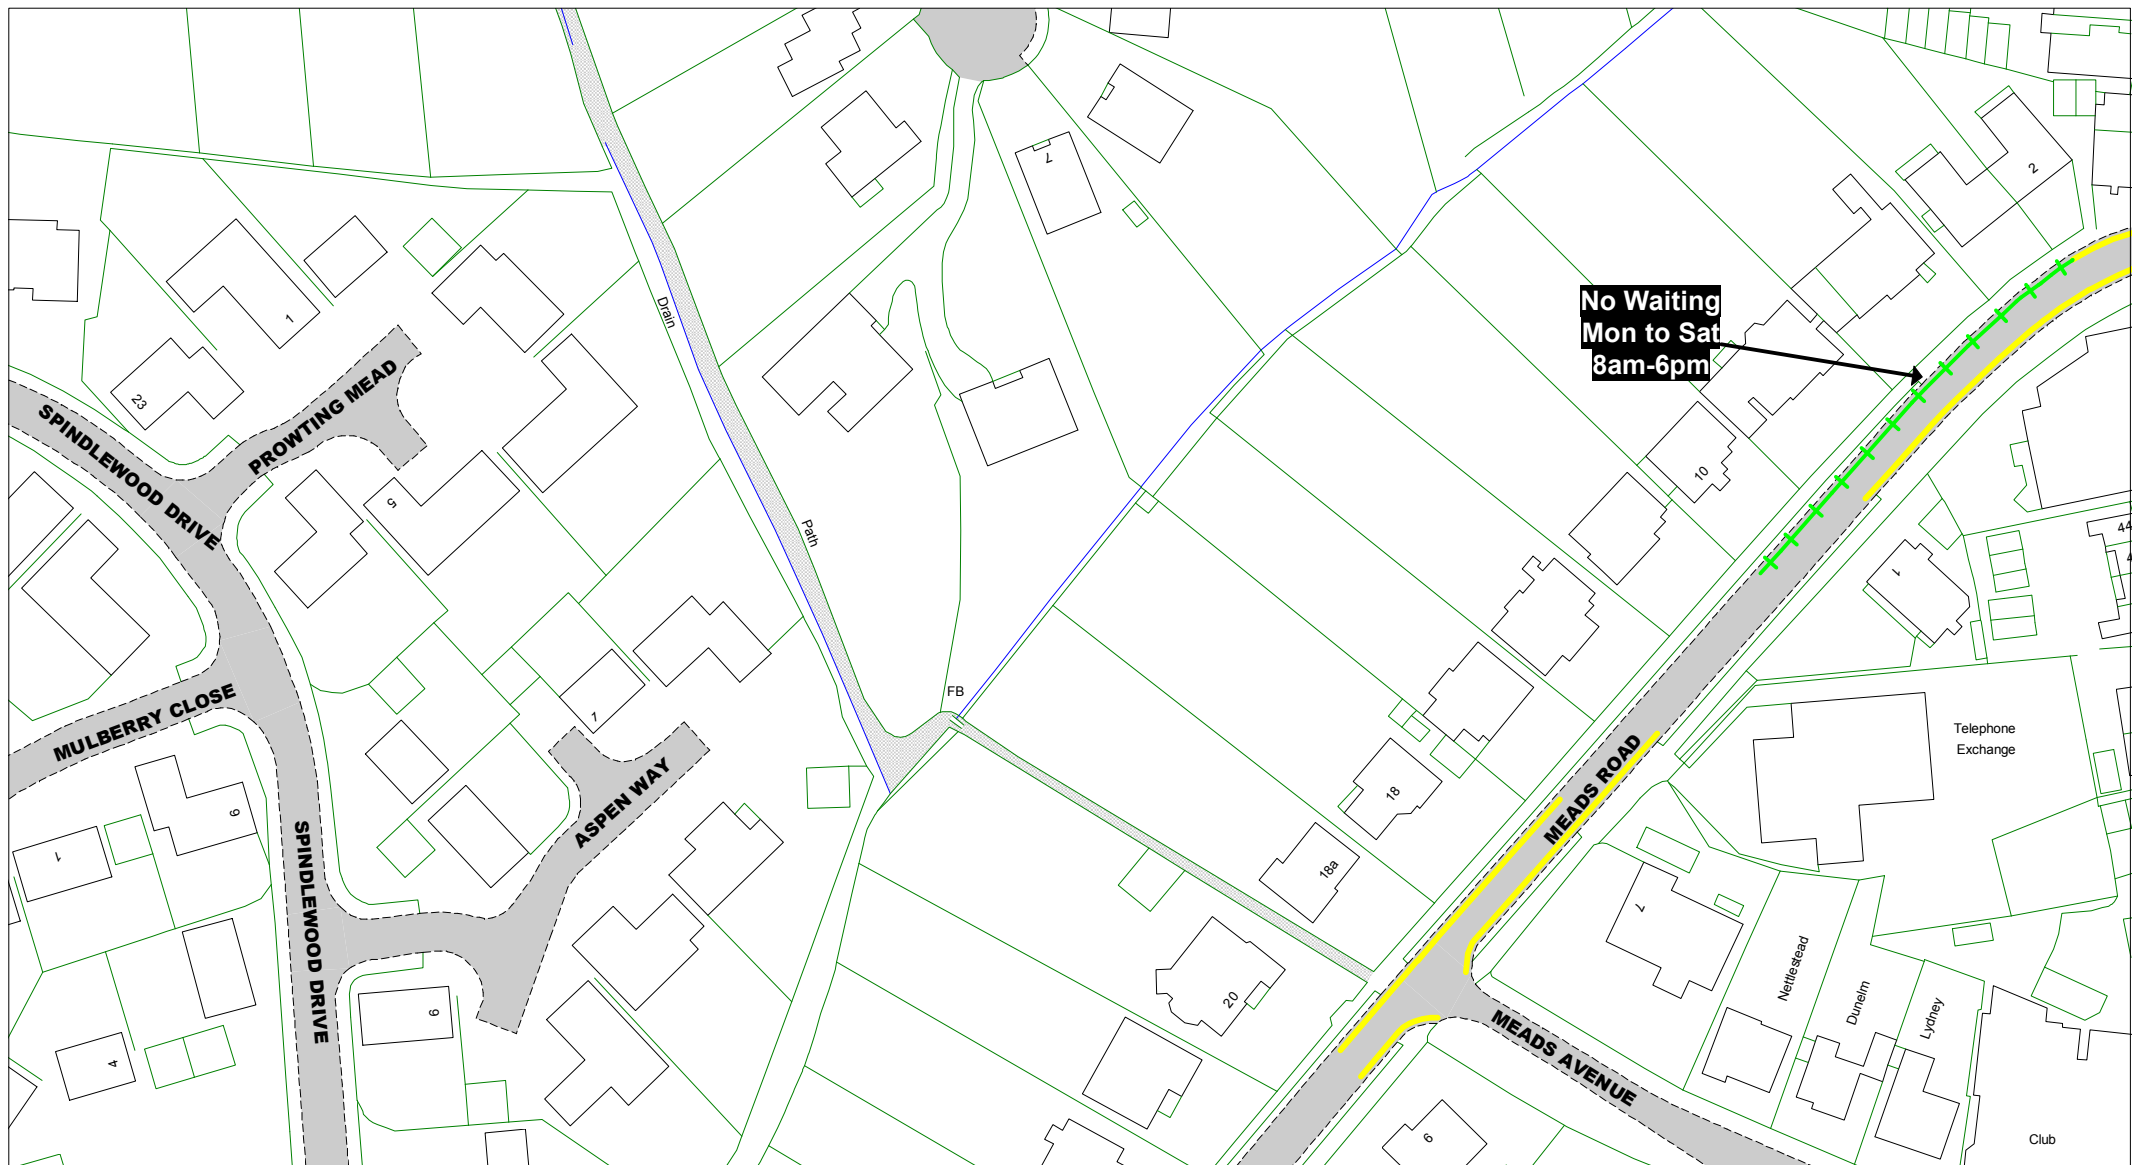 2
No Waiting
Mon to Sat
8am-6pm
7
1
Drain
23
PROWTING MEAD
SPINDLEWOOD DRIVE
5
10
Path
44
1
FB
MULBERRY CLOSE
7
Telephone
Exchange
MEADS ROAD
ASPEN WAY
18
18a
9
1
SPINDLEWOOD DRIVE
7
Nettlestead
Dunelm
Lydney
20
9
4
MEADS AVENUE
9
Club